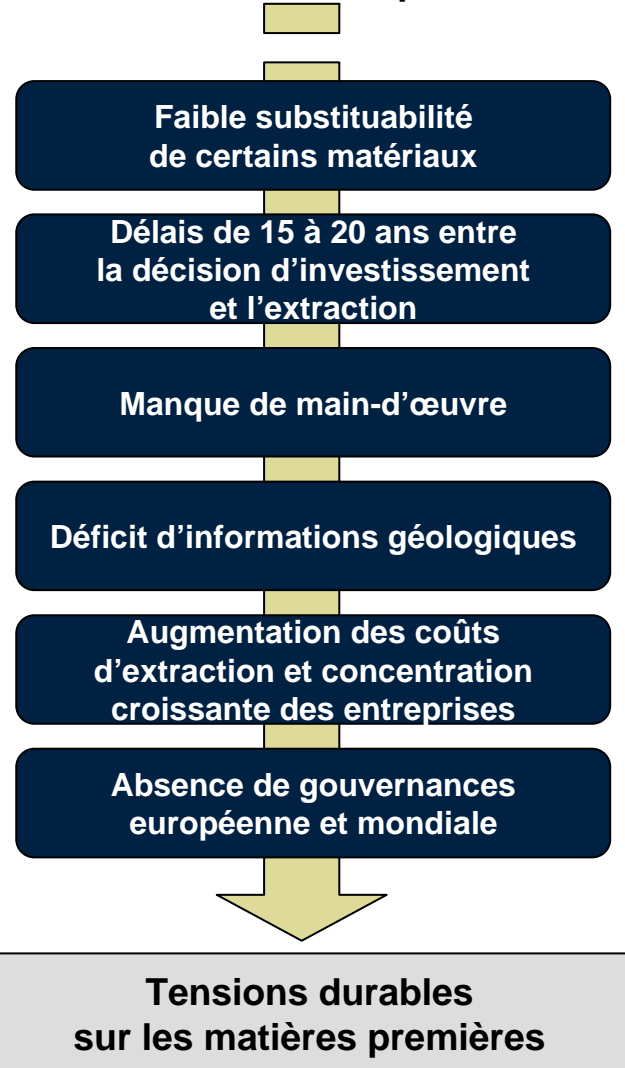 Faible substituabilité
de certains matériaux
Délais de 15 à 20 ans entre
la décision d’investissement
et l’extraction
Manque de main-d’œuvre
Déficit d’informations géologiques
Augmentation des coûts
d’extraction et concentration
croissante des entreprises
Absence de gouvernances
européenne et mondiale
Tensions durables
sur les matières premières